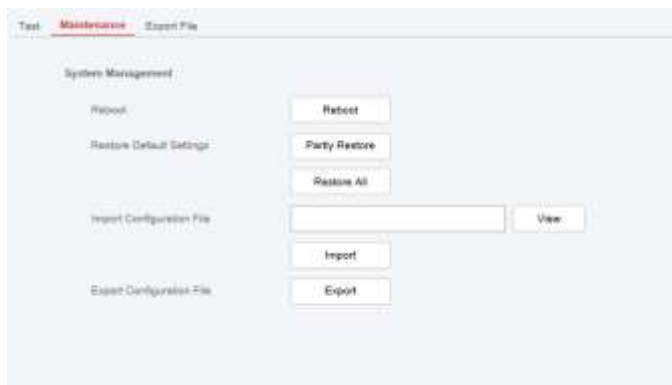 Test Maintenance Export File
System Management
Reboot Reboot
Restore Default Settings Partly Restore
Restore All
Import Configuration File View
Import
Export Configuration File Export